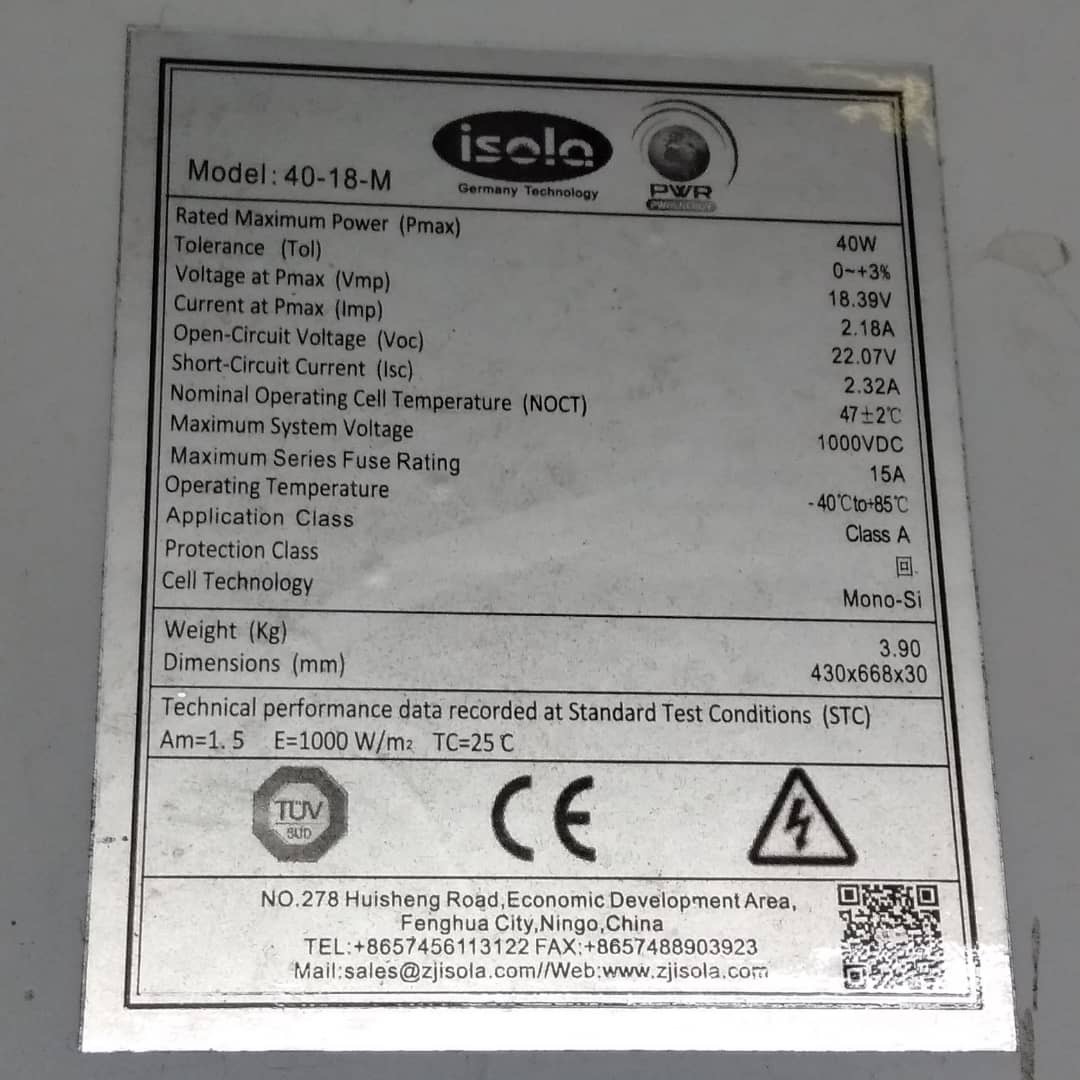 isola
Germany Technology
PWR
Model: 40-18-M
Rated Maximum Power (Pmax) 40W
Tolerance (Tol) 0~+3%
Voltage at Pmax (Vmp) 18.39V
Current at Pmax (Imp) 2.18A
Open-Circuit Voltage (Voc) 22.07V
Short-Circuit Current (Isc) 2.32A
Nominal Operating Cell Temperature (NOCT) 47±2℃
Maximum System Voltage 1000VDC
Maximum Series Fuse Rating 15A
Operating Temperature -40℃to+85℃
Application Class Class A
Protection Class
Cell Technology Mono-Si
Weight (Kg) 3.90
Dimensions (mm) 430x668x30
Technical performance data recorded at Standard Test Conditions (STC)
Am=1.5 E=1000 W/m2 TC=25℃
TÜV
SÜD
CE
NO.278 Huisheng Road,Economic Development Area,
Fenghua City,Ningo,China
TEL:+8657456113122 FAX:+8657488903923
Mail:sales@zjisola.com//Web:www.zjisola.com